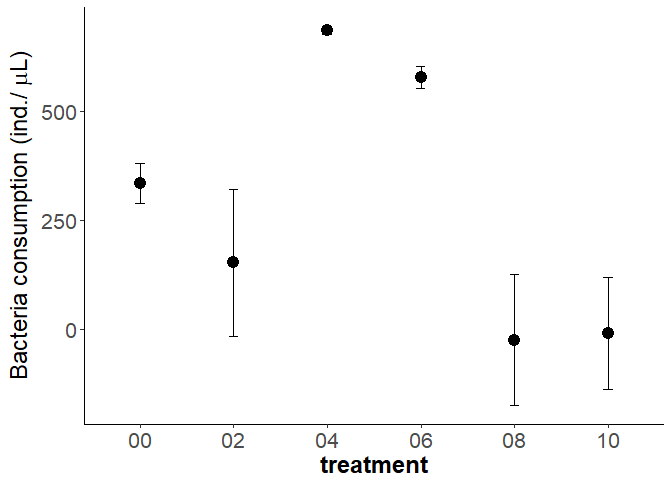 Bacteria consumption (ind./ μL)
500
250
0
00 02 04 06 08 10
treatment